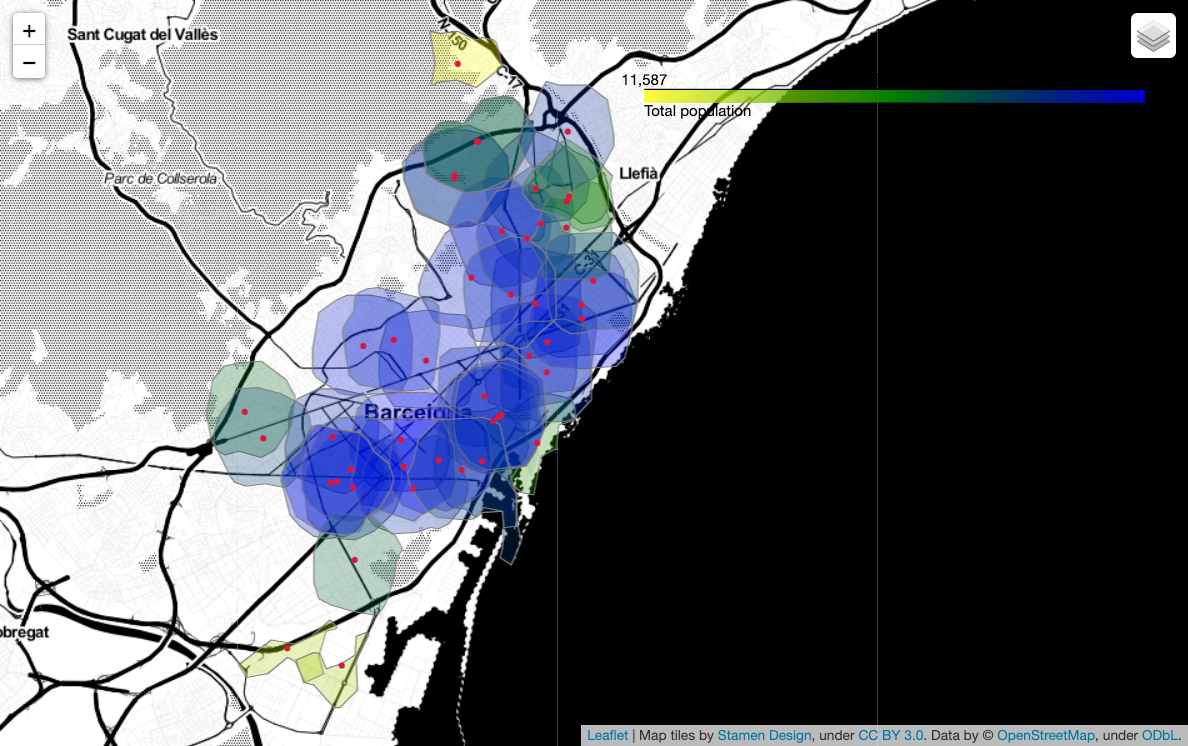 +
−
Sant Cugat del Vallès
N-150
C-17
11,587
Total population
Parc de Collserola
Llefià
C-31
Barcelona
obregat
Leaflet | Map tiles by Stamen Design, under CC BY 3.0. Data by © OpenStreetMap, under ODbL.